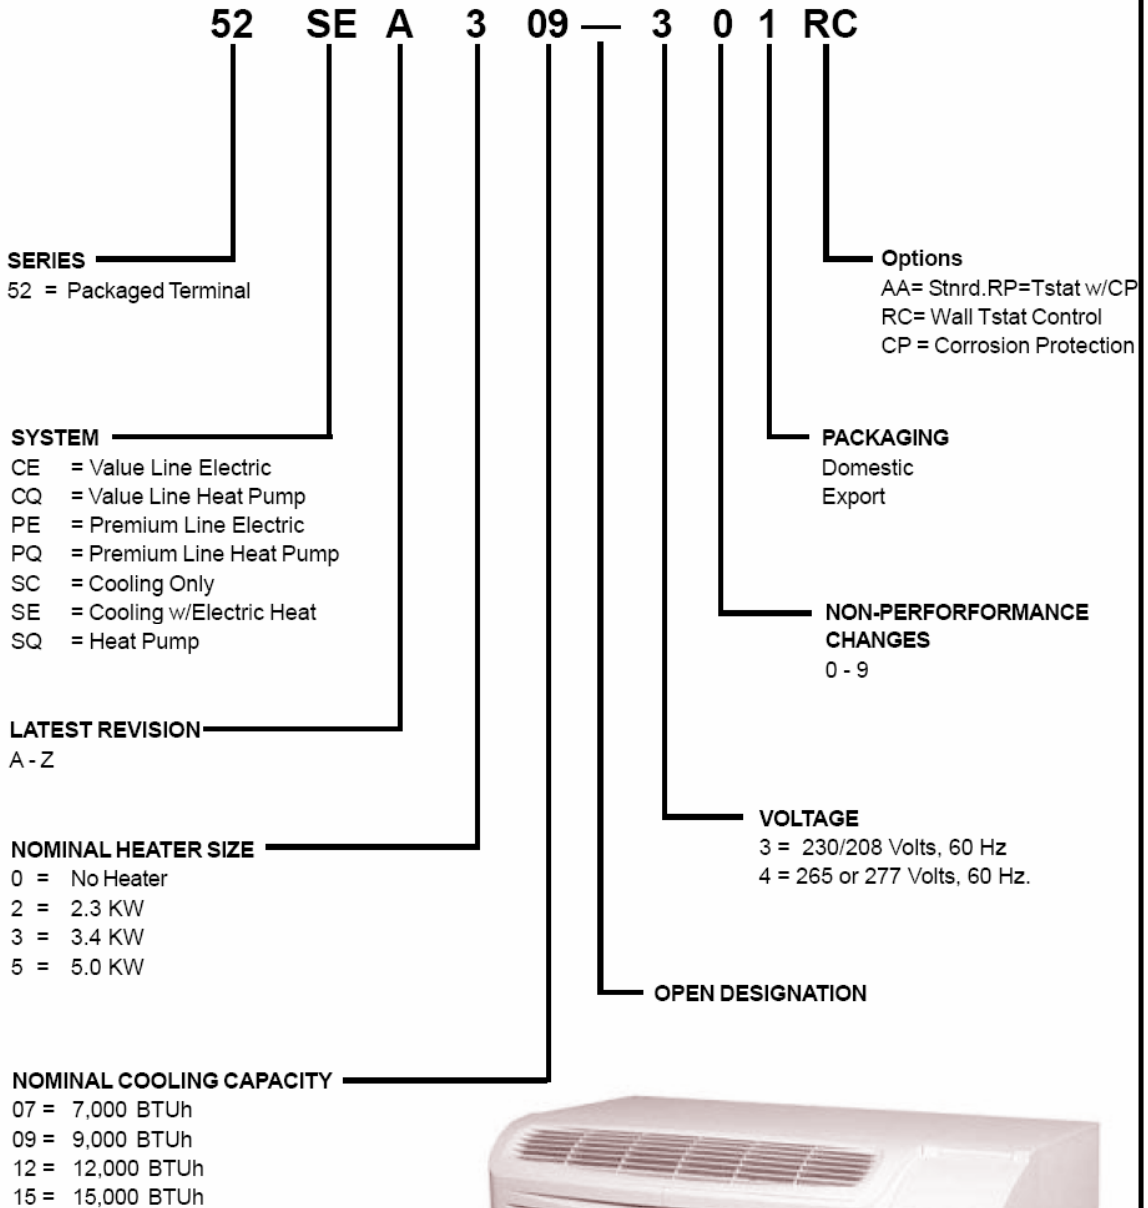 52 SE A 3 09 — 3 0 1 RC
SERIES
52 = Packaged Terminal
Options
AA= Stnrd.RP=Tstat w/CP
RC= Wall Tstat Control
CP = Corrosion Protection
SYSTEM
CE = Value Line Electric
CQ = Value Line Heat Pump
PE = Premium Line Electric
PQ = Premium Line Heat Pump
SC = Cooling Only
SE = Cooling w/Electric Heat
SQ = Heat Pump
PACKAGING
Domestic
Export
NON-PERFORFORMANCE
CHANGES
0 - 9
LATEST REVISION
A - Z
VOLTAGE
3 = 230/208 Volts, 60 Hz
4 = 265 or 277 Volts, 60 Hz.
NOMINAL HEATER SIZE
0 = No Heater
2 = 2.3 KW
3 = 3.4 KW
5 = 5.0 KW
OPEN DESIGNATION
NOMINAL COOLING CAPACITY
07 = 7,000 BTUh
09 = 9,000 BTUh
12 = 12,000 BTUh
15 = 15,000 BTUh